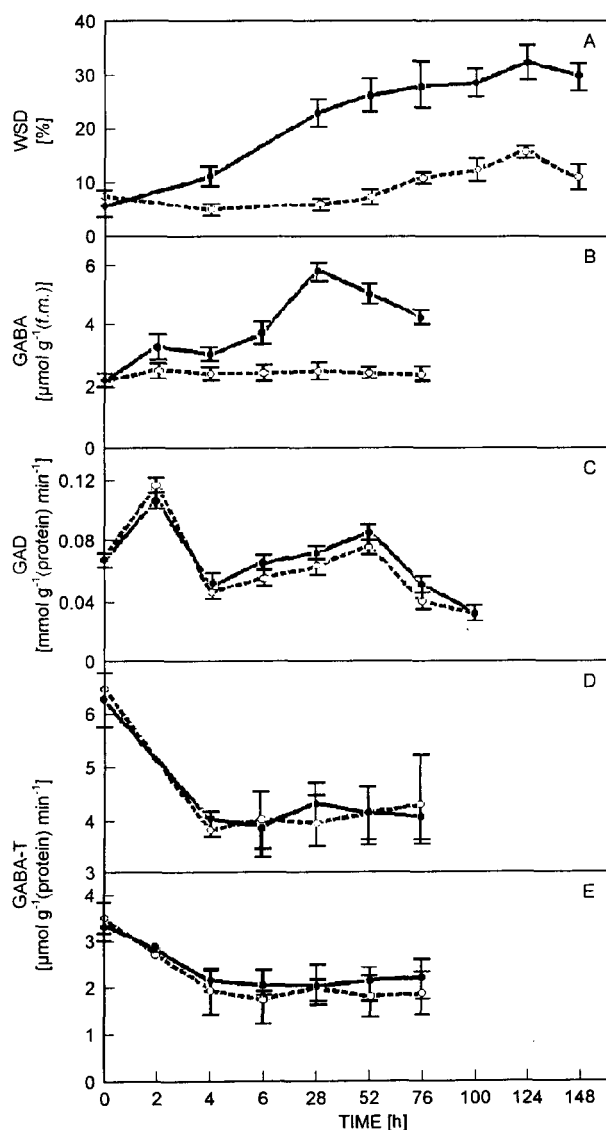 A
40
30
20
10
0
WSD
[%]
B
6
4
2
0
GABA
[µmol g⁻¹(f.m.)]
C
0.12
0.08
0.04
0
GAD
[mmol g⁻¹(protein) min⁻¹]
D
6
5
4
3
GABA-T
[µmol g⁻¹(protein) min⁻¹]
E
4
3
2
1
0
0 2 4 6 28 52 76 100 124 148
TIME [h]